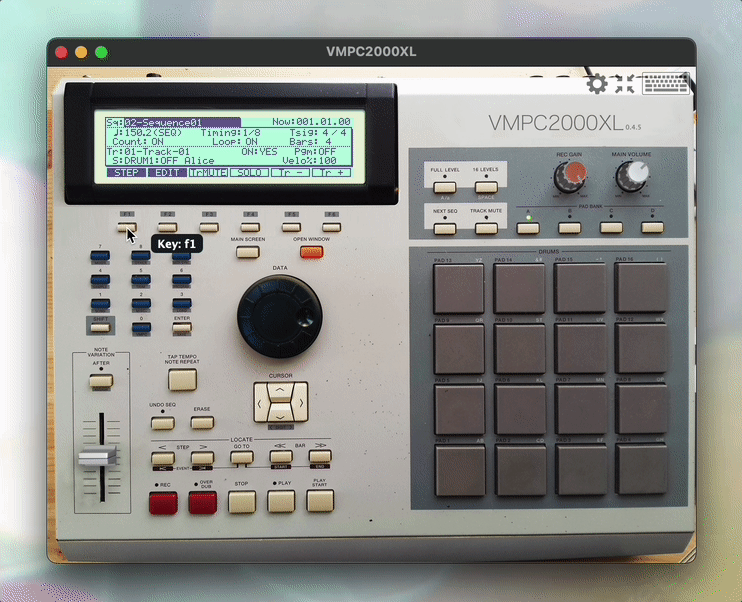 VMPC2000XL
Sq:02-Sequence01 Now:001.01.00
♩:150.2(SEQ) Timing:1/8 Tsig: 4/ 4
Count:ON Loop:ON Bars: 4
Tr:01-Track-01 ON:YES Pgm:OFF
S:DRUM1:OFF Alice Velo%:100
STEP EDIT TrMUTE SOLO Tr - Tr +
VMPC2000XL 0.4.5
FULL LEVEL 16 LEVELS REC GAIN MAIN VOLUME
SPACE
NEXT SEQ TRACK MUTE PAD BANK
A B C D
F1 F2 F3 F4 F5 F6
Key: f1
MAIN SCREEN OPEN WINDOW
7 8
4 5 6
1 2 3
SHIFT 0 ENTER
DATA
DRUMS
PAD 13 PAD 14 PAD 15 PAD 16
PAD 9 PAD 10 PAD 11 PAD 12
PAD 5 PAD 6 PAD 7 PAD 8
PAD 1 PAD 2 PAD 3 PAD 4
NOTE
VARIATION
AFTER
TAP TEMPO
NOTE REPEAT
CURSOR
UNDO SEQ ERASE
LOCATE
< STEP > GO TO ≪ BAR ≫
EVENT START END
REC OVER
DUB STOP PLAY PLAY
START